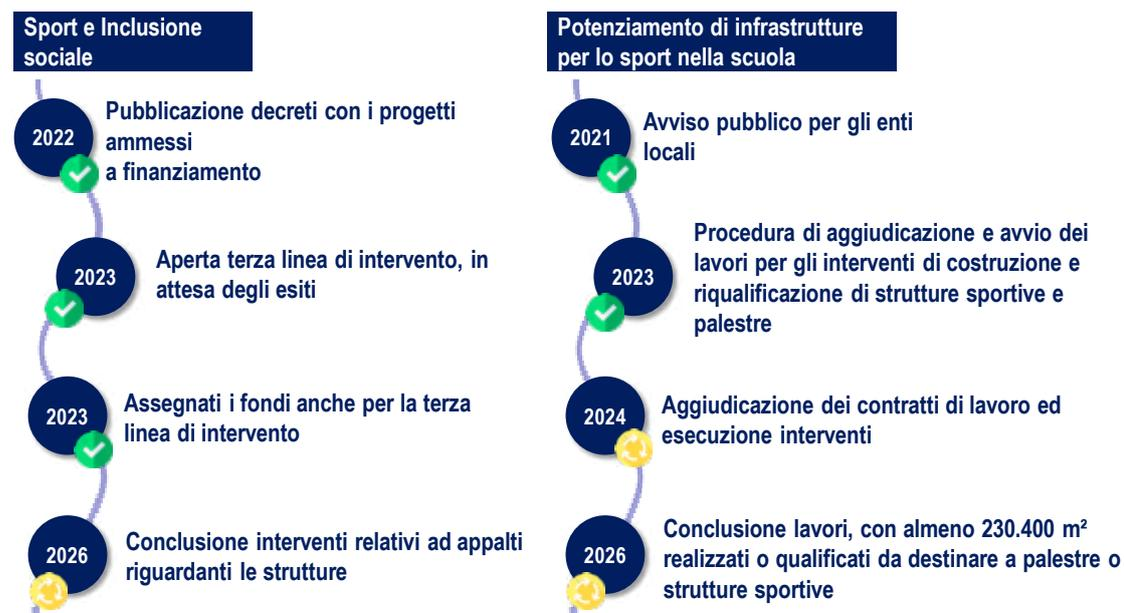 Sport e Inclusione
sociale
2022
Pubblicazione decreti con i progetti
ammessi
a finanziamento
2023
Aperta terza linea di intervento, in
attesa degli esiti
2023
Assegnati i fondi anche per la terza
linea di intervento
2026
Conclusione interventi relativi ad appalti
riguardanti le strutture
Potenziamento di infrastrutture
per lo sport nella scuola
2021
Avviso pubblico per gli enti
locali
2023
Procedura di aggiudicazione e avvio dei
lavori per gli interventi di costruzione e
riqualificazione di strutture sportive e
palestre
2024
Aggiudicazione dei contratti di lavoro ed
esecuzione interventi
2026
Conclusione lavori, con almeno 230.400 m²
realizzati o qualificati da destinare a palestre o
strutture sportive